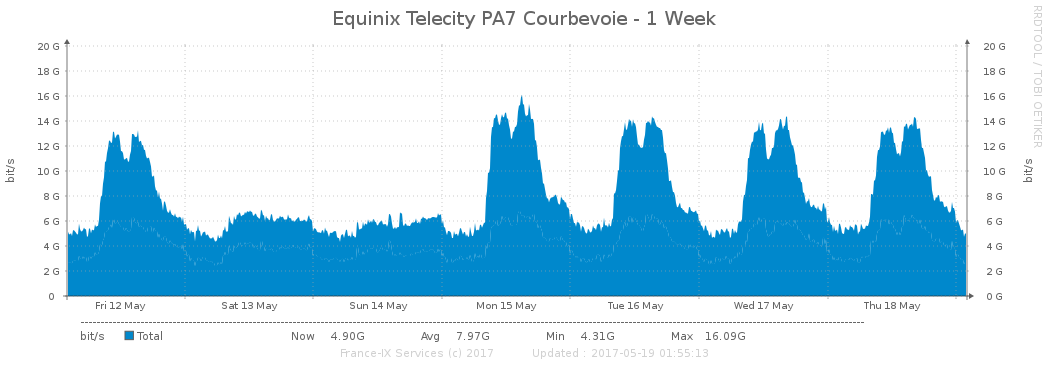 Equinix Telecity PA7 Courbevoie - 1 Week
RRDTOOL / TOBI OETIKER
bit/s
20 G 20 G
18 G 18 G
16 G 16 G
14 G 14 G
12 G 12 G
10 G 10 G
8 G 8 G
6 G 6 G
4 G 4 G
2 G 2 G
0 0 G
bit/s
Fri 12 May Sat 13 May Sun 14 May Mon 15 May Tue 16 May Wed 17 May Thu 18 May
bit/s Total Now 4.90G Avg 7.97G Min 4.31G Max 16.09G
France-IX Services (c) 2017 Updated : 2017-05-19 01:55:13